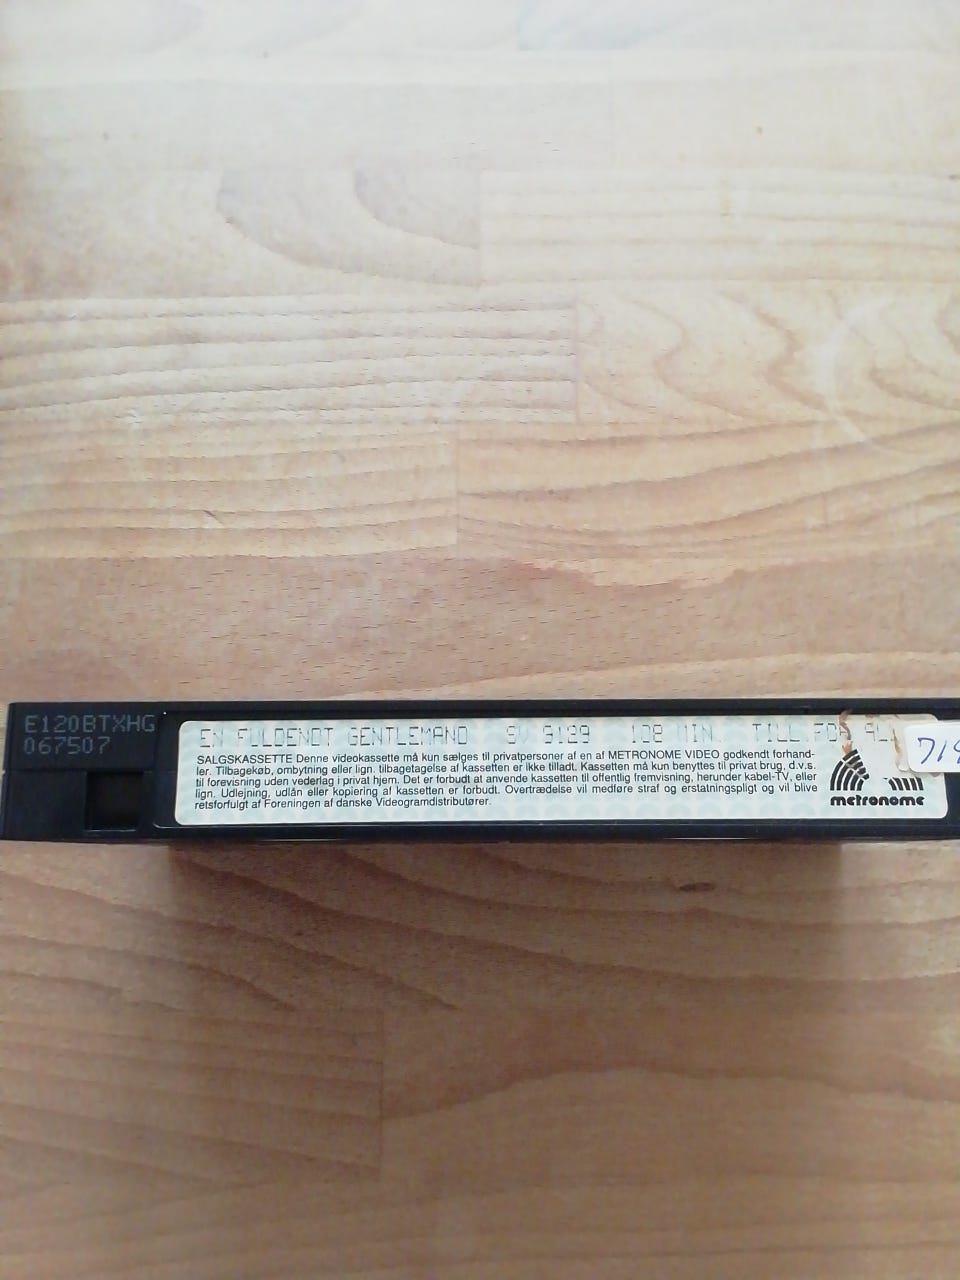 E120BTXHG
067507
EN FULDENDT GENTLEMAND SV 9129 108 MIN. TILL.FOR ALL
SALGSKASSETTE Denne videokassette må kun sælges til privatpersoner af en af METRONOME VIDEO godkendt forhand-
ler. Tilbagekøb, ombytning eller lign. tilbagetagelse af kassetten er ikke tilladt. Kassetten må kun benyttes til privat brug, d.v.s.
til forevisning uden vederlag i privat hjem. Det er forbudt at anvende kassetten til offentlig fremvisning, herunder kabel-TV, eller
lign. Udlejning, udlån eller kopiering af kassetten er forbudt. Overtrædelse vil medføre straf og erstatningspligt og vil blive
retsforfulgt af Foreningen af danske Videogramdistributører.
metronome